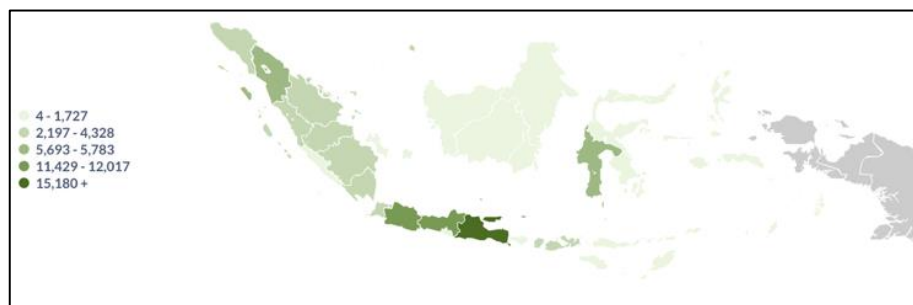 4 - 1,727
2,197 - 4,328
5,693 - 5,783
11,429 - 12,017
15,180 +